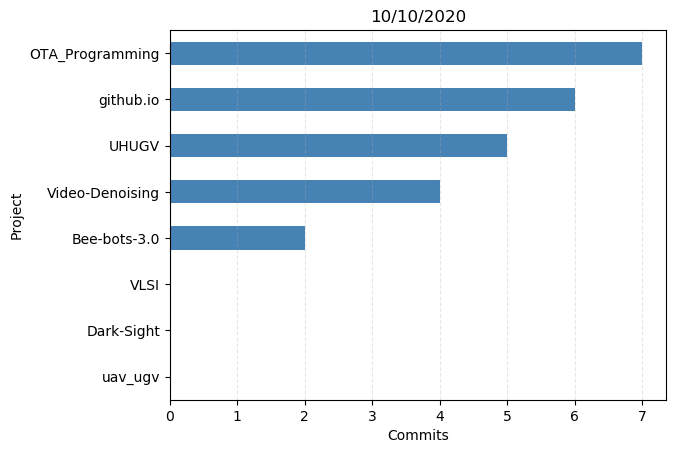 10/10/2020
OTA_Programming
github.io
UHUGV
Video-Denoising
Bee-bots-3.0
VLSI
Dark-Sight
uav_ugv
Project
0 1 2 3 4 5 6 7
Commits